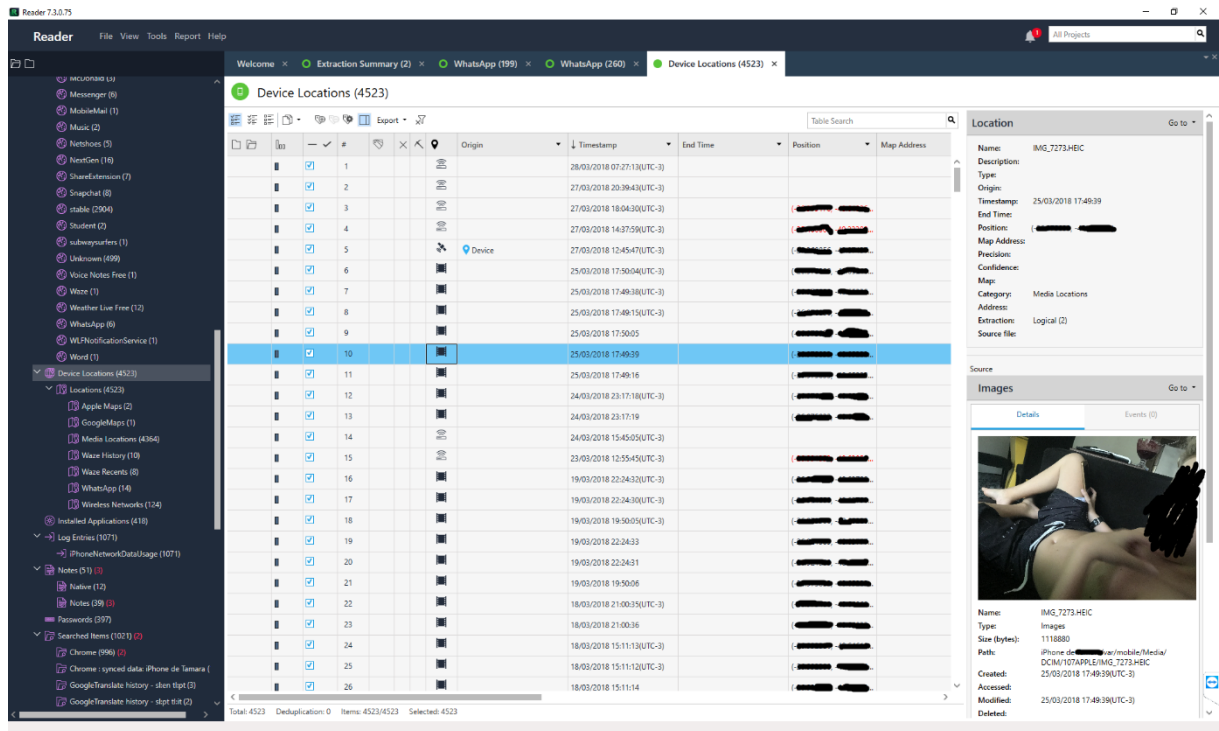 Reader 7.3.0.75
Reader File View Tools Report Help
1 All Projects
Welcome × Extraction Summary (2) × WhatsApp (199) × WhatsApp (260) × Device Locations (4523) ×
McDonald (3)
Messenger (6)
MobileMail (1)
Music (2)
Netshoes (5)
NextGen (16)
ShareExtension (7)
Snapchat (8)
stable (2904)
Student (2)
subwaysurfers (1)
Unknown (499)
Voice Notes Free (1)
Waze (1)
Weather Live Free (12)
WhatsApp (6)
WLFNotificationService (1)
Word (1)
Device Locations (4523)
Locations (4523)
Apple Maps (2)
GoogleMaps (1)
Media Locations (4364)
Waze History (10)
Waze Recents (8)
WhatsApp (14)
Wireless Networks (124)
Installed Applications (418)
Log Entries (1071)
iPhoneNetworkDataUsage (1071)
Notes (51) (3)
Native (12)
Notes (39) (3)
Passwords (397)
Searched Items (1021) (2)
Chrome (996) (2)
Chrome : synced data: iPhone de Tamara (
GoogleTranslate history - sken tlpt (3)
GoogleTranslate history - skpt tlit (2)
Device Locations (4523)
Export Table Search
# Origin Timestamp End Time Position Map Address
1 28/03/2018 07:27:13(UTC-3)
2 27/03/2018 20:39:43(UTC-3)
3 27/03/2018 18:04:30(UTC-3)
4 27/03/2018 14:37:59(UTC-3)
5 Device 27/03/2018 12:45:47(UTC-3)
6 25/03/2018 17:50:04(UTC-3)
7 25/03/2018 17:49:38(UTC-3)
8 25/03/2018 17:49:15(UTC-3)
9 25/03/2018 17:50:05
10 25/03/2018 17:49:39
11 25/03/2018 17:49:16
12 24/03/2018 23:17:18(UTC-3)
13 24/03/2018 23:17:19
14 24/03/2018 15:45:05(UTC-3)
15 23/03/2018 12:55:45(UTC-3)
16 19/03/2018 22:24:32(UTC-3)
17 19/03/2018 22:24:30(UTC-3)
18 19/03/2018 19:50:05(UTC-3)
19 19/03/2018 22:24:33
20 19/03/2018 22:24:31
21 19/03/2018 19:50:06
22 18/03/2018 21:00:35(UTC-3)
23 18/03/2018 21:00:36
24 18/03/2018 15:11:13(UTC-3)
25 18/03/2018 15:11:12(UTC-3)
26 18/03/2018 15:11:14
Total: 4523 Deduplication: 0 Items: 4523/4523 Selected: 4523
Location Go to
Name: IMG_7273.HEIC
Description:
Type:
Origin:
Timestamp: 25/03/2018 17:49:39
End Time:
Position:
Map Address:
Precision:
Confidence:
Map:
Category: Media Locations
Address:
Extraction: Logical (2)
Source file:
Source
Images Go to
Details Events (0)
Name: IMG_7273.HEIC
Type: Images
Size (bytes): 1118880
Path: iPhone de var/mobile/Media/
DCIM/107APPLE/IMG_7273.HEIC
Created: 25/03/2018 17:49:39(UTC-3)
Accessed:
Modified: 25/03/2018 17:49:39(UTC-3)
Deleted: